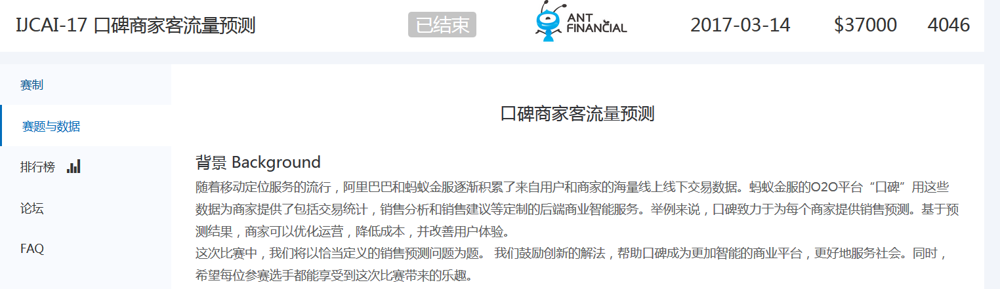 IJCAI-17 口碑商家客流量预测
已结束
ANT
FINANCIAL
2017-03-14
$37000
4046
赛制
赛题与数据
排行榜
论坛
FAQ
口碑商家客流量预测
背景 Background
随着移动定位服务的流行，阿里巴巴和蚂蚁金服逐渐积累了来自用户和商家的海量线上线下交易数据。蚂蚁金服的O2O平台“口碑”用这些
数据为商家提供了包括交易统计，销售分析和销售建议等定制的后端商业智能服务。举例来说，口碑致力于为每个商家提供销售预测。基于预
测结果，商家可以优化运营，降低成本，并改善用户体验。
这次比赛中，我们将以恰当定义的销售预测问题为题。 我们鼓励创新的解法，帮助口碑成为更加智能的商业平台，更好地服务社会。同时，
希望每位参赛选手都能享受到这次比赛带来的乐趣。